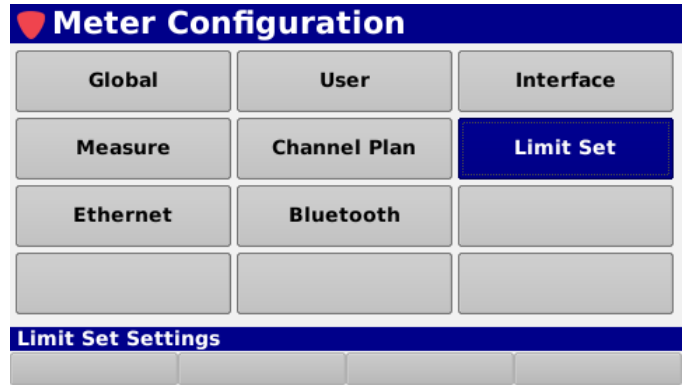 Meter Configuration
Global User Interface
Measure Channel Plan Limit Set
Ethernet Bluetooth
Limit Set Settings